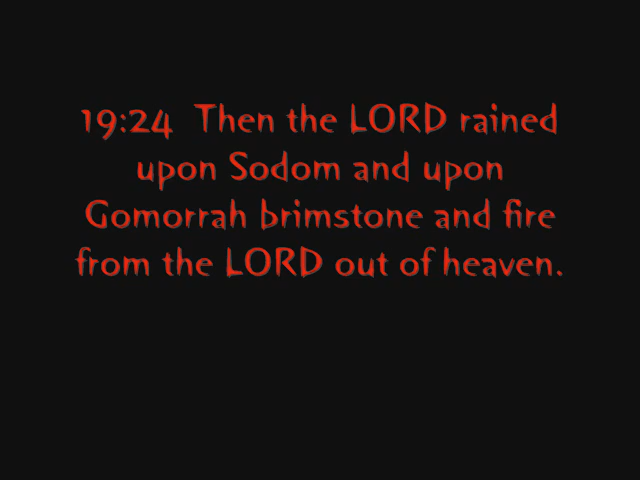 19:24 Then the LORD rained
upon Sodom and upon
Gomorrah brimstone and fire
from the LORD out of heaven.